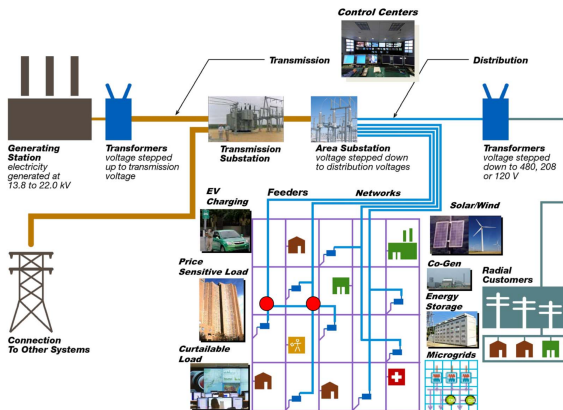 Control Centers
Transmission
Distribution
Generating
Station
electricity
generated at
13.8 to 22.0 kV
Transformers
voltage stepped
up to transmission
voltage
Transmission
Substation
Area Substation
voltage stepped down
to distribution voltages
Transformers
voltage stepped
down to 480, 208
or 120 V
EV
Charging
Feeders
Networks
Solar/Wind
Price
Sensitive Load
Co-Gen
Energy
Storage
Radial
Customers
Connection
To Other Systems
Curtailable
Load
Microgrids